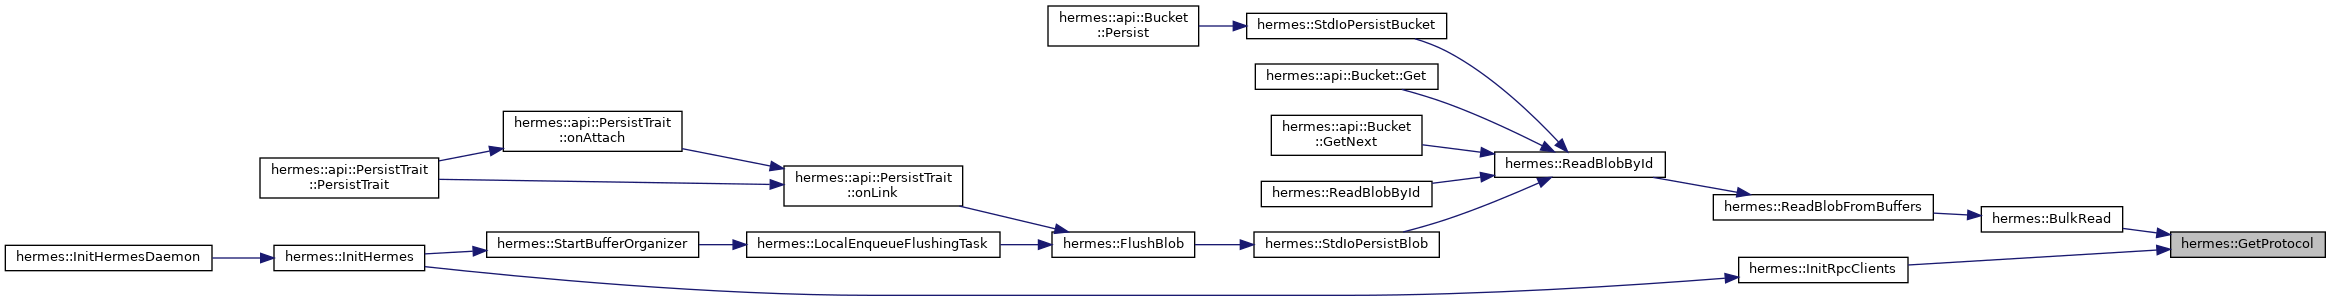 hermes::api::Bucket
::Persist
hermes::StdIoPersistBucket
hermes::api::Bucket::Get
hermes::api::PersistTrait
::onAttach
hermes::api::Bucket
::GetNext
hermes::ReadBlobById
hermes::api::PersistTrait
::PersistTrait
hermes::api::PersistTrait
::onLink
hermes::ReadBlobById
hermes::ReadBlobFromBuffers
hermes::BulkRead
hermes::GetProtocol
hermes::InitHermesDaemon
hermes::InitHermes
hermes::StartBufferOrganizer
hermes::LocalEnqueueFlushingTask
hermes::FlushBlob
hermes::StdIoPersistBlob
hermes::InitRpcClients